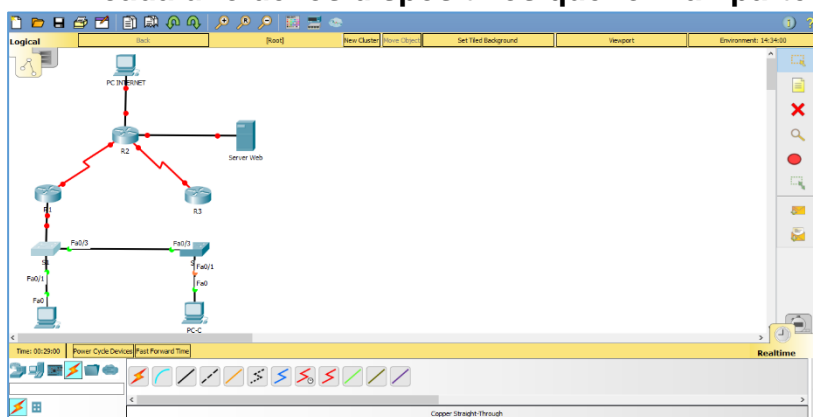 Logical Back [Root] New Cluster Move Object Set Tiled Background Viewport Environment: 14:34:00
PC INTERNET
R2
Server Web
R1
R3
Fa0/3 Fa0/3
S1
Fa0/1
Fa0/1
Fa0
Fa0
PC-C
Time: 00:29:00 Power Cycle Devices Fast Forward Time Realtime
Copper Straight-Through